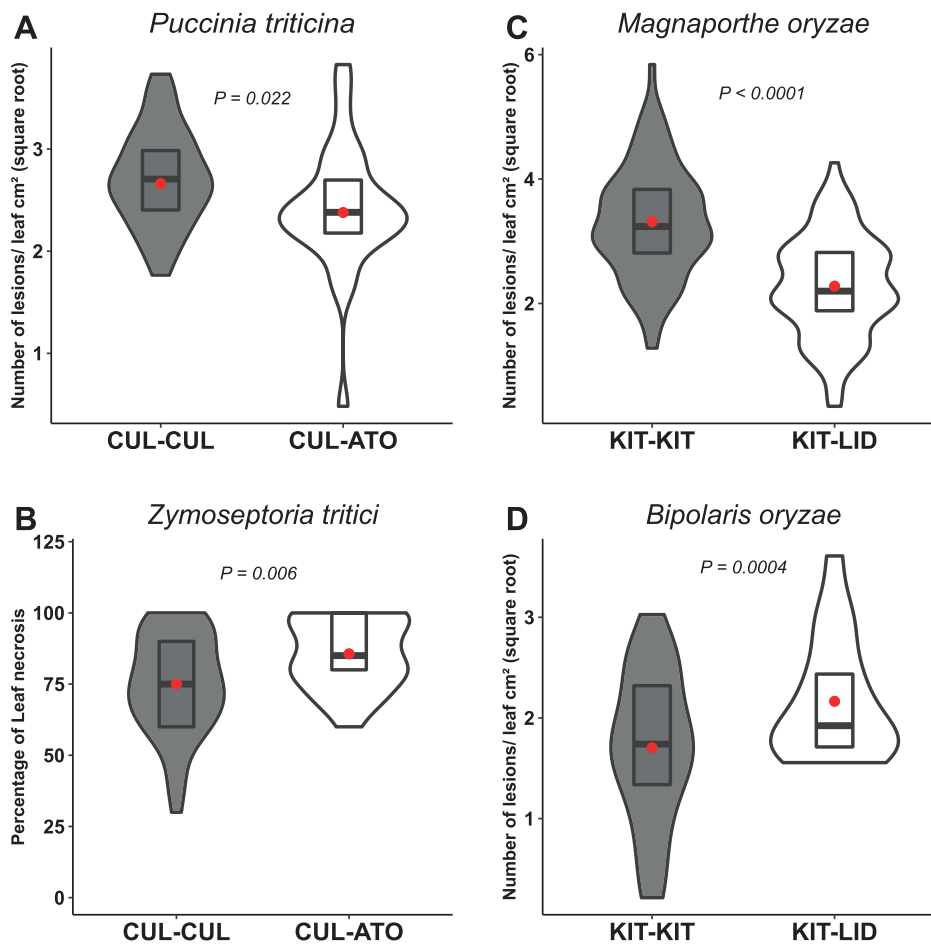 A
Puccinia triticina
Number of lesions/ leaf cm² (square root)
P = 0.022
3
2
1
CUL-CUL
CUL-ATO
C
Magnaporthe oryzae
Number of lesions/ leaf cm² (square root)
P < 0.0001
6
4
2
KIT-KIT
KIT-LID
B
Zymoseptoria tritici
Percentage of Leaf necrosis
P = 0.006
125
100
75
50
25
0
CUL-CUL
CUL-ATO
D
Bipolaris oryzae
Number of lesions/ leaf cm² (square root)
P = 0.0004
3
2
1
KIT-KIT
KIT-LID